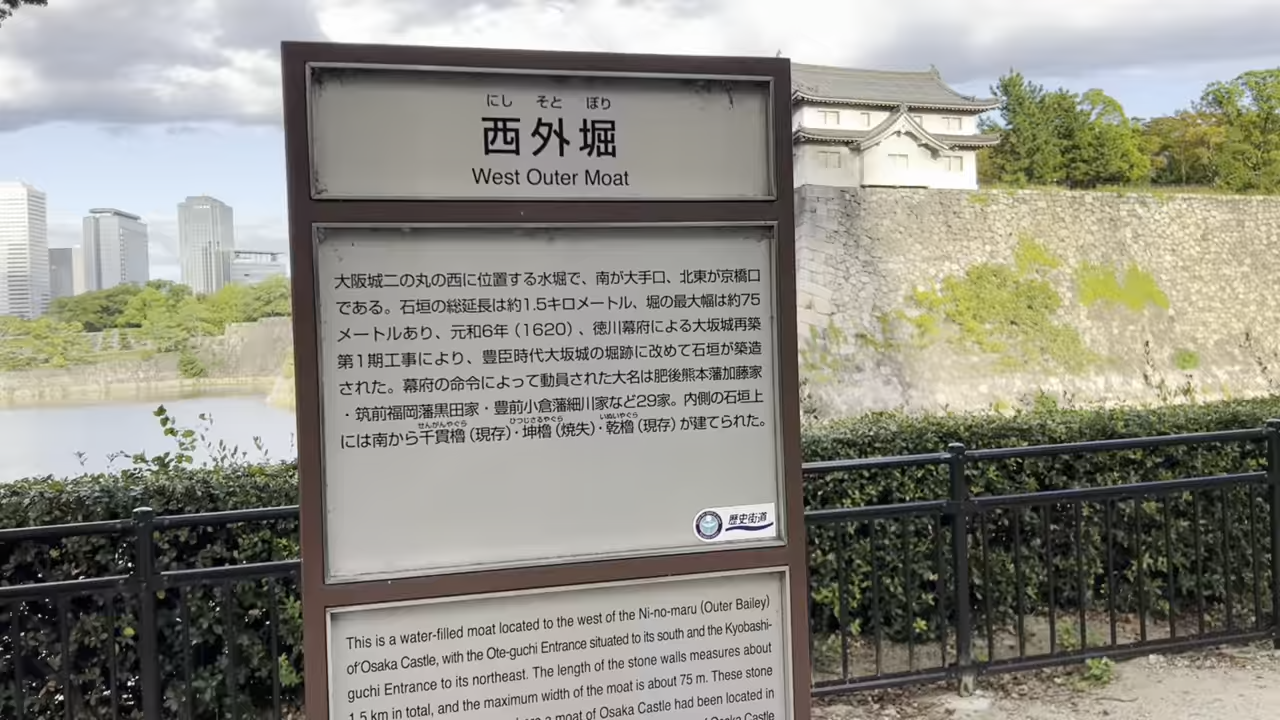 にし そと ぼり
西外堀
West Outer Moat
大阪城二の丸の西に位置する水堀で、南が大手口、北東が京橋口
である。石垣の総延長は約1.5キロメートル、堀の最大幅は約75
メートルあり、元和6年（1620）、徳川幕府による大坂城再築
第1期工事により、豊臣時代大坂城の堀跡に改めて石垣が築造
された。幕府の命令によって動員された大名は肥後熊本藩加藤家
・筑前福岡藩黒田家・豊前小倉藩細川家など29家。内側の石垣上
せんがんやぐら ひつじさるやぐら いぬいやぐら
には南から千貫櫓（現存）・坤櫓（焼失）・乾櫓（現存）が建てられた。
歴史街道
This is a water-filled moat located to the west of the Ni-no-maru (Outer Bailey)
of Osaka Castle, with the Ote-guchi Entrance situated to its south and the Kyobashi-
guchi Entrance to its northeast. The length of the stone walls measures about
1.5 km in total, and the maximum width of the moat is about 75 m. These stone
a moat of Osaka Castle had been located in
Osaka Castle